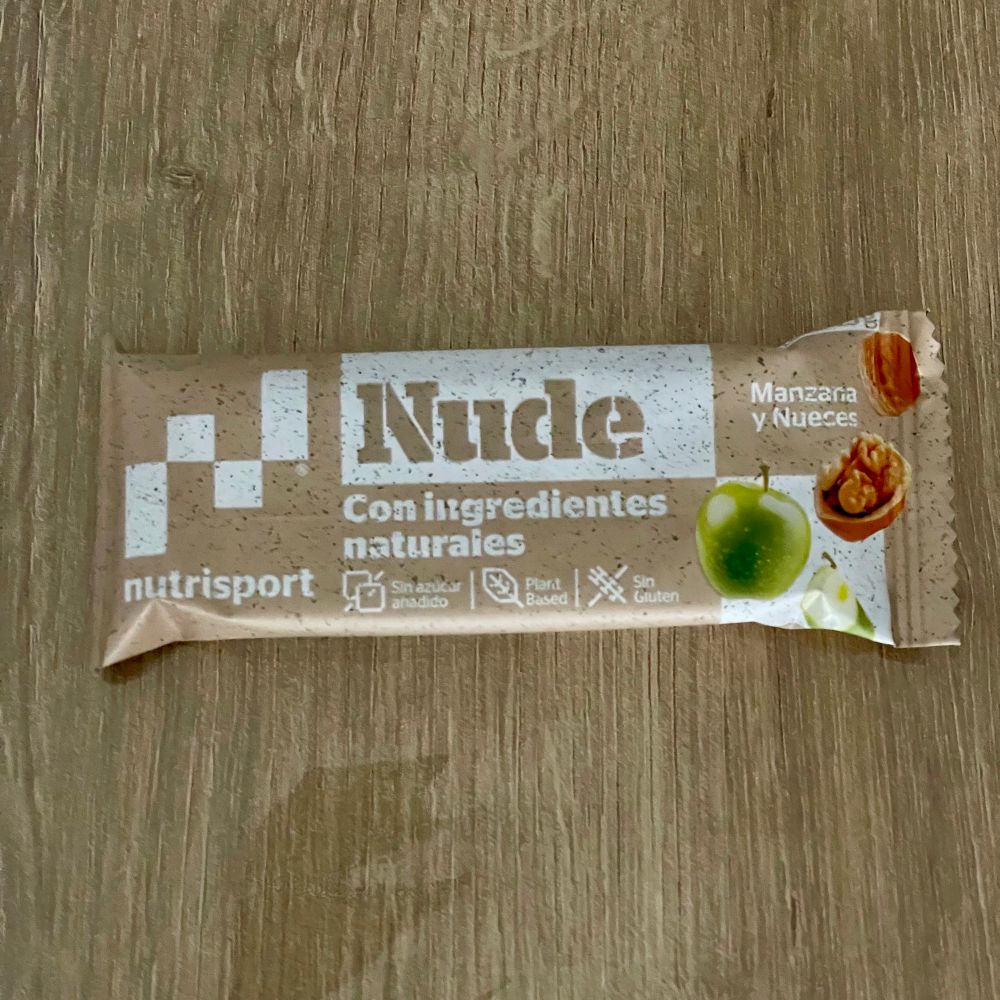 Nude
Manzana
y Nueces
Con ingredientes
naturales
nutrisport
Sin azúcar
añadido
Plant
Based
Sin
Gluten